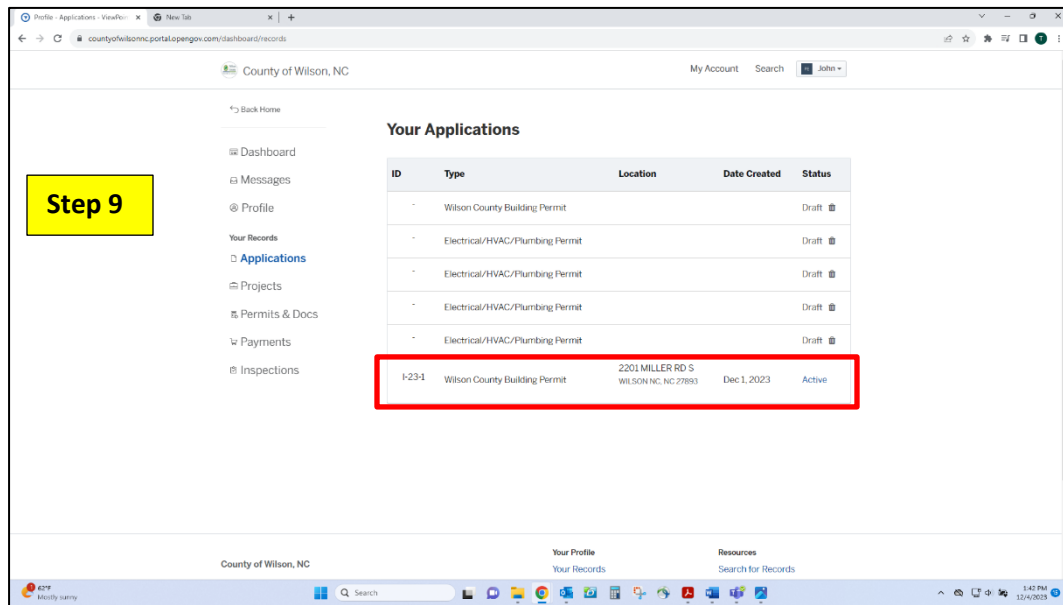 Profile - Applications - ViewPoin
New Tab
countyofwilsonnc.portal.opengov.com/dashboard/records
T
County of Wilson, NC
My Account Search John
Back Home
Your Applications
Dashboard
Messages
Profile
Your Records
Applications
Projects
Permits & Docs
Payments
Inspections
Step 9
ID Type Location Date Created Status
- Wilson County Building Permit Draft
- Electrical/HVAC/Plumbing Permit Draft
- Electrical/HVAC/Plumbing Permit Draft
- Electrical/HVAC/Plumbing Permit Draft
- Electrical/HVAC/Plumbing Permit Draft
I-23-1 Wilson County Building Permit 2201 MILLER RD S Dec 1, 2023 Active
WILSON NC, NC 27893
County of Wilson, NC
Your Profile
Your Records
Resources
Search for Records
62°F
Mostly sunny
Search
1:42 PM
12/4/2023